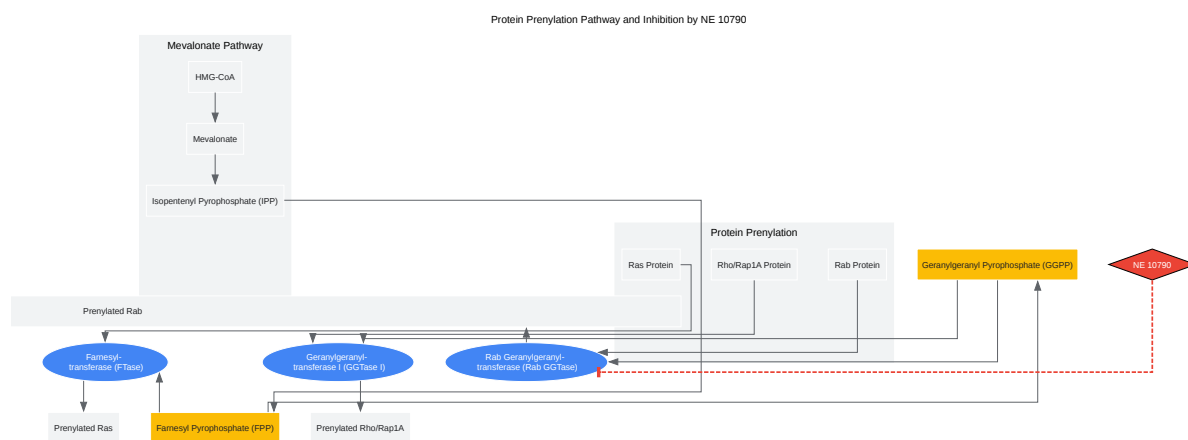 Protein Prenylation Pathway and Inhibition by NE 10790
Mevalonate Pathway
HMG-CoA
Mevalonate
Isopentenyl Pyrophosphate (IPP)
Protein Prenylation
Ras Protein
Rho/Rap1A Protein
Rab Protein
Geranylgeranyl Pyrophosphate (GGPP)
NE 10790
Prenylated Rab
Farnesyl-
transferase (FTase)
Geranylgeranyl-
transferase I (GGTase I)
Rab Geranylgeranyl-
transferase (Rab GGTase)
Prenylated Ras
Farnesyl Pyrophosphate (FPP)
Prenylated Rho/Rap1A